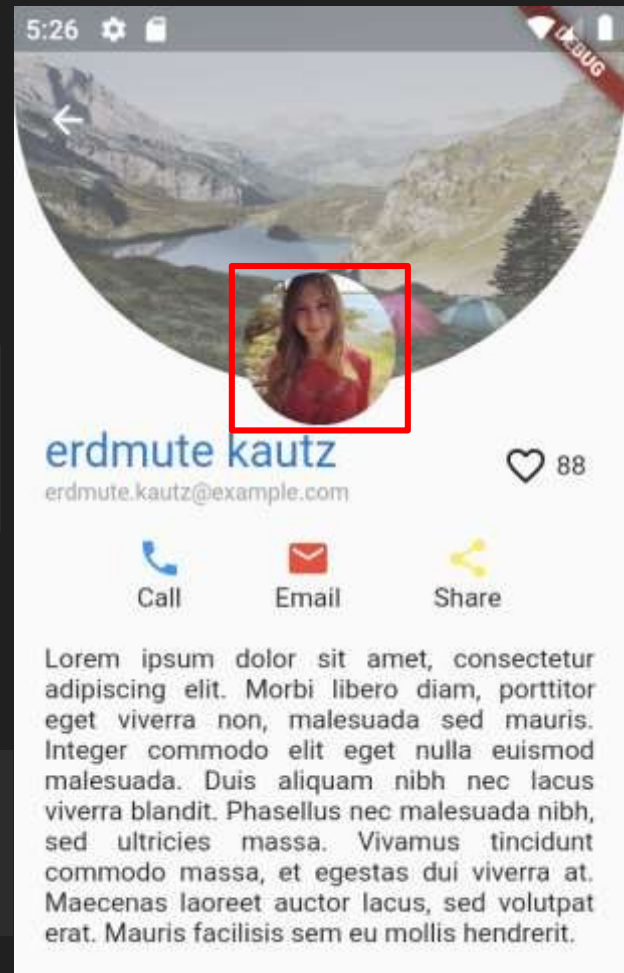 5:26
DEBUG
erdmute kautz
88
erdmute.kautz@example.com
Call Email Share
Lorem ipsum dolor sit amet, consectetur
adipiscing elit. Morbi libero diam, porttitor
eget viverra non, malesuada sed mauris.
Integer commodo elit eget nulla euismod
malesuada. Duis aliquam nibh nec lacus
viverra blandit. Phasellus nec malesuada nibh,
sed ultricies massa. Vivamus tincidunt
commodo massa, et egestas dui viverra at.
Maecenas laoreet auctor lacus, sed volutpat
erat. Mauris facilisis sem eu mollis hendrerit.